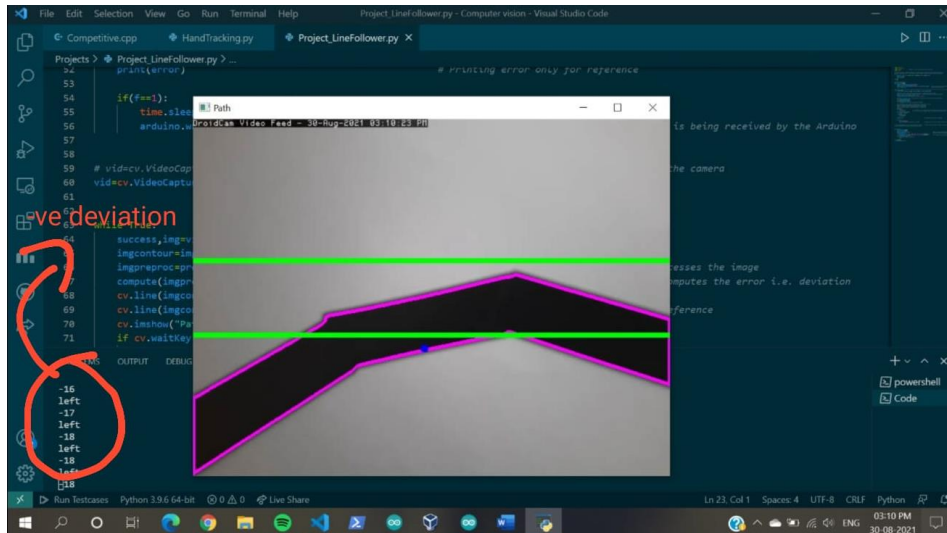 File Edit Selection View Go Run Terminal Help
Project_LineFollower.py - Computer vision - Visual Studio Code
Competitive.cpp
HandTracking.py
Project_LineFollower.py
Projects > Project_LineFollower.py > ...
52 print(error) # Printing error only for reference
53
54 if(f==1):
55 time.slee
56 arduino.w is being received by the Arduino
57
58
59 # vid=cv.VideoCap the camera
60 vid=cv.VideoCaptu
61
-ve deviation
64 success,img=v
imgcontour=im
imgpreproc=pr cesses the image
compute(imgpr mputes the error i.e. deviation
68 cv.line(imgco
69 cv.line(imgco ference
70 cv.imshow("Pa
71 if cv.waitKey
Path
DroidCam Video Feed - 30-Aug-2021 03:10:23 PM
OUTPUT DEBUG
powershell
Code
-16
left
-17
left
-18
left
-18
left
-18
Run Testcases Python 3.9.6 64-bit 0 0 Live Share
Ln 23, Col 1 Spaces: 4 UTF-8 CRLF Python
ENG
03:10 PM
30-08-2021